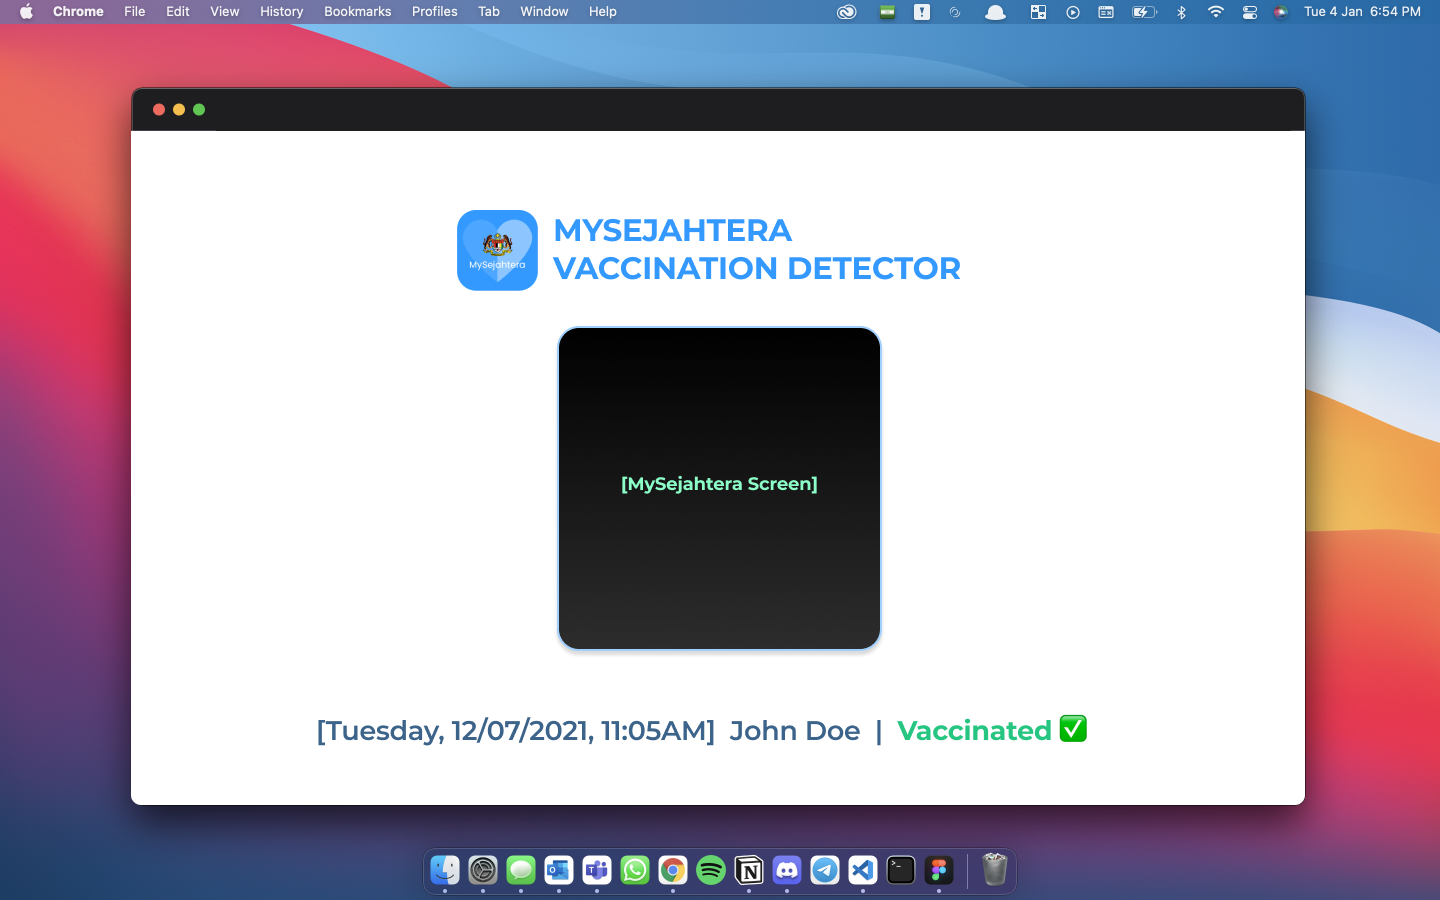 Chrome File Edit View History Bookmarks Profiles Tab Window Help Tue 4 Jan 6:54 PM
MySejahtera
MYSEJAHTERA
VACCINATION DETECTOR
[MySejahtera Screen]
[Tuesday, 12/07/2021, 11:05AM] John Doe | Vaccinated ✅